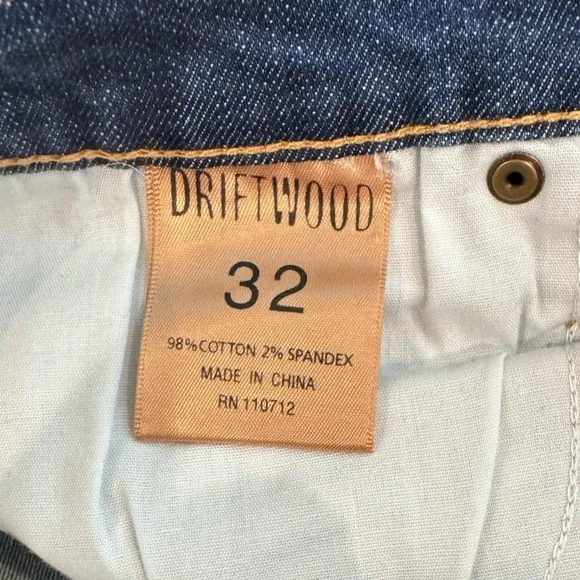 DRIFTWOOD
32
98% COTTON 2% SPANDEX
MADE IN CHINA
RN 110712